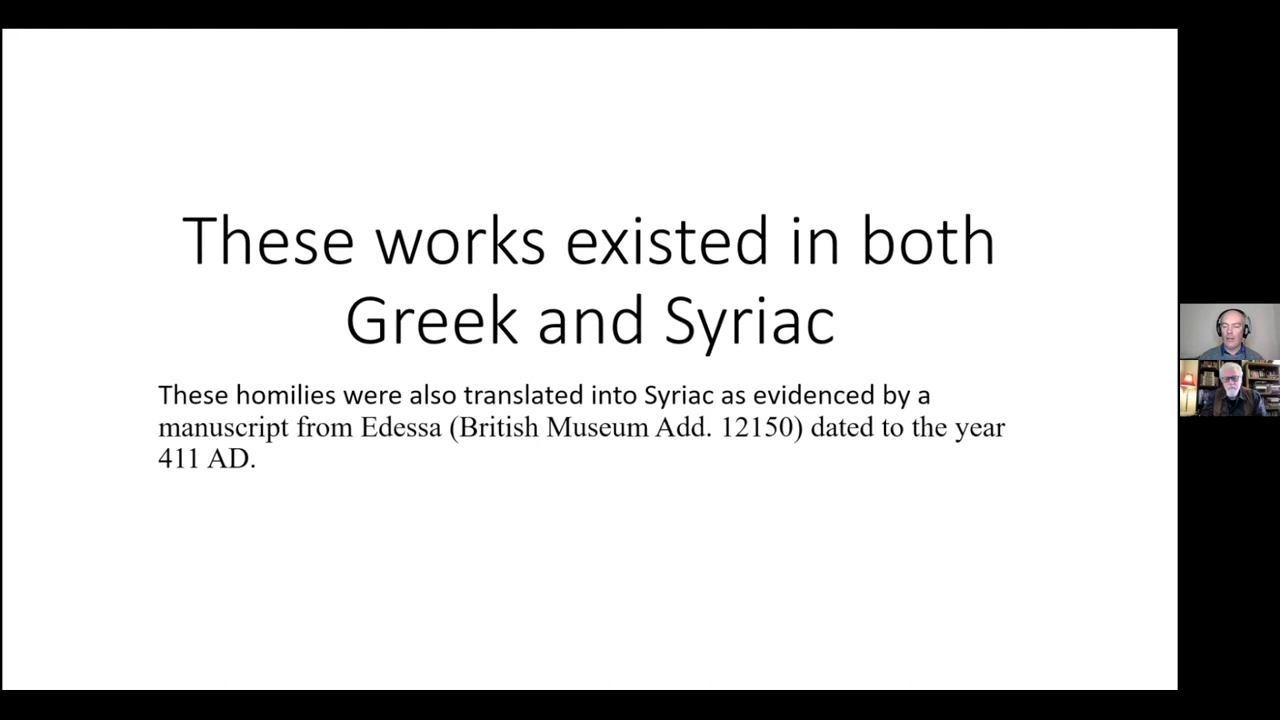 These works existed in both
Greek and Syriac
These homilies were also translated into Syriac as evidenced by a
manuscript from Edessa (British Museum Add. 12150) dated to the year
411 AD.